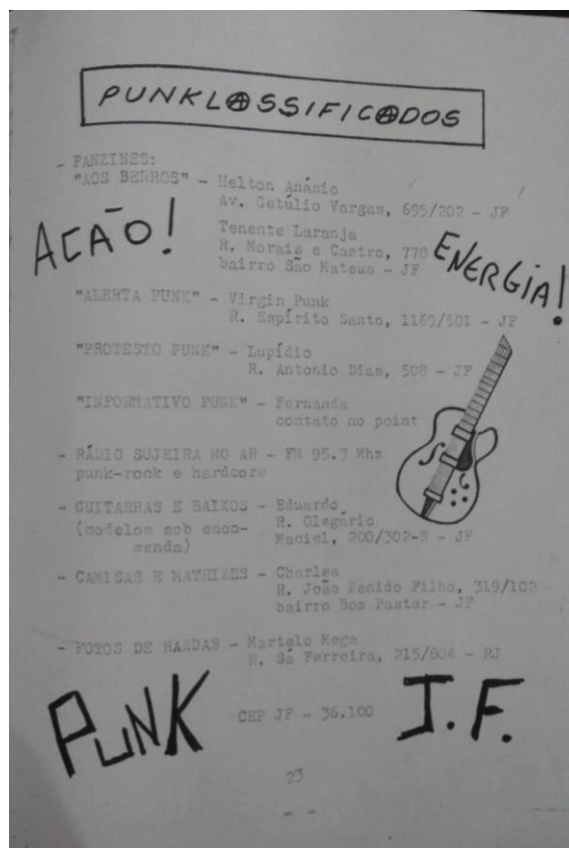 PUNKLASSIFICADOS
- FANZINES:
"AOS BERROS" - Helton Anásio
Av. Getúlio Vargas, 695/202 - JF
AÇÃO!
Tenente Laranja
R. Morais e Castro, 778
bairro São Mateus - JF
ENERGIA!
"ALERTA PUNK" - Virgin Punk
R. Espírito Santo, 1169/501 - JF
"PROTESTO PUNK" - Lupídio
R. Antonio Dias, 508 - JF
"INFORMATIVO PUNK" - Fernanda
contato no point
- RÁDIO SUJEIRA NO AR - FM 95.3 Mhz
punk-rock e hardcore
- GUITARRAS E BAIXOS - Eduardo
(modelos sob enco-
menda)
R. Olegário
Maciel, 200/302-B - JF
- CAMISAS E MATRIZES - Charles
R. João Penido Filho, 319/102
bairro Bom Pastor - JF
- FOTOS DE BANDAS - Martelo Mega
R. Sá Ferreira, 215/804 - RJ
PUNK
CEP JF - 36.100
J.F.
23